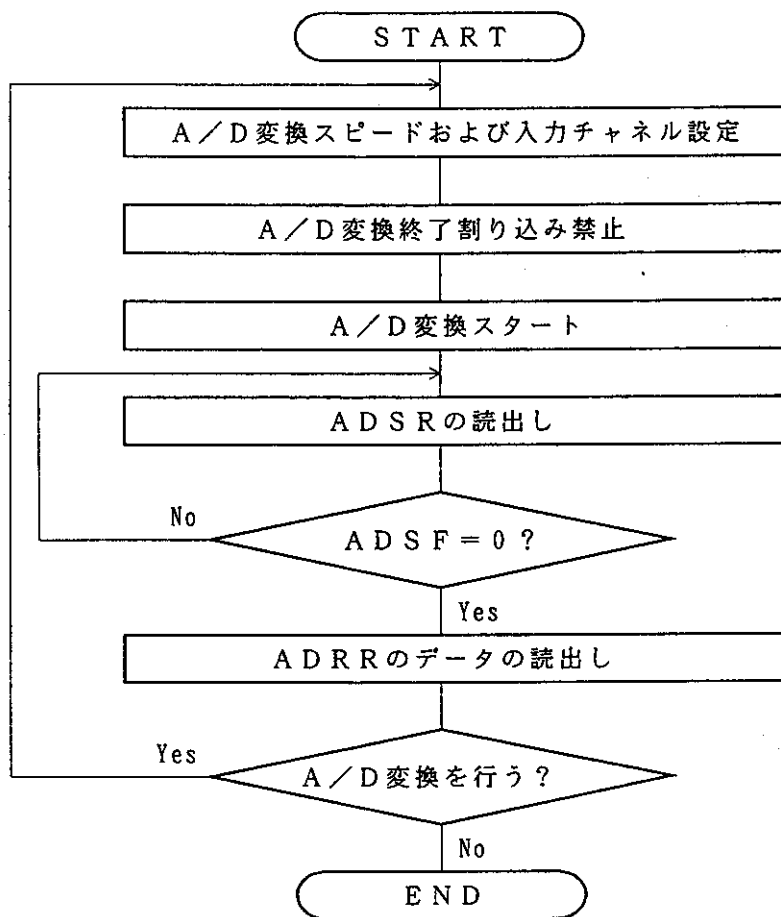 START
A／D変換スピードおよび入力チャネル設定
A／D変換終了割り込み禁止
A／D変換スタート
ADSRの読出し
No
ADSF＝0？
Yes
ADRRのデータの読出し
Yes
A／D変換を行う？
No
END